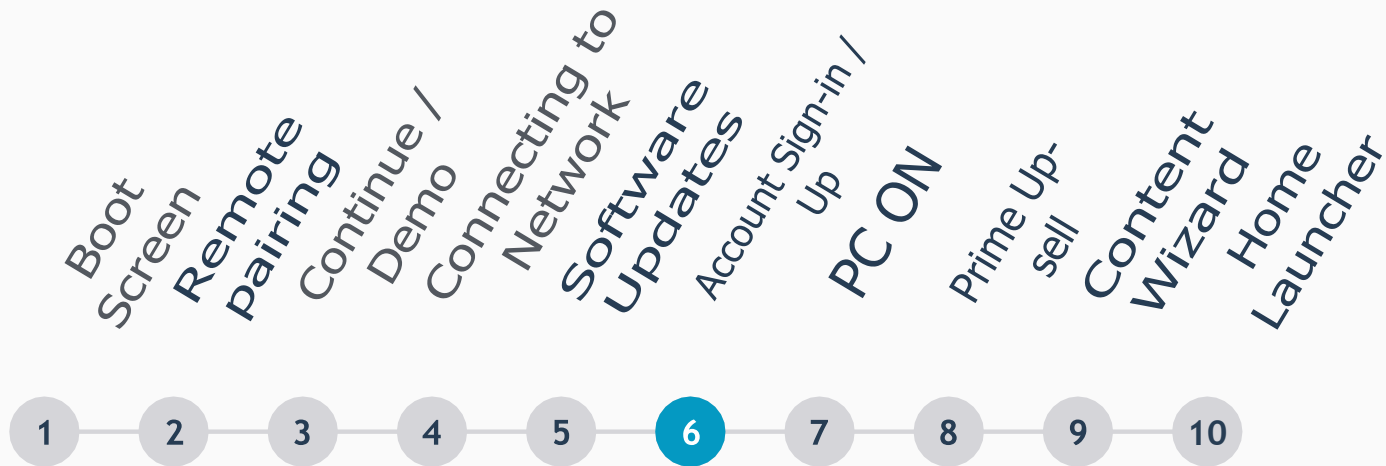 Boot
Screen
Remote
pairing
Continue /
Demo
Connecting to
Network
Software
Updates
Account Sign-in /
Up
PC ON
Prime Up-
sell
Content
Wizard
Home
Launcher
1
2
3
4
5
6
7
8
9
10